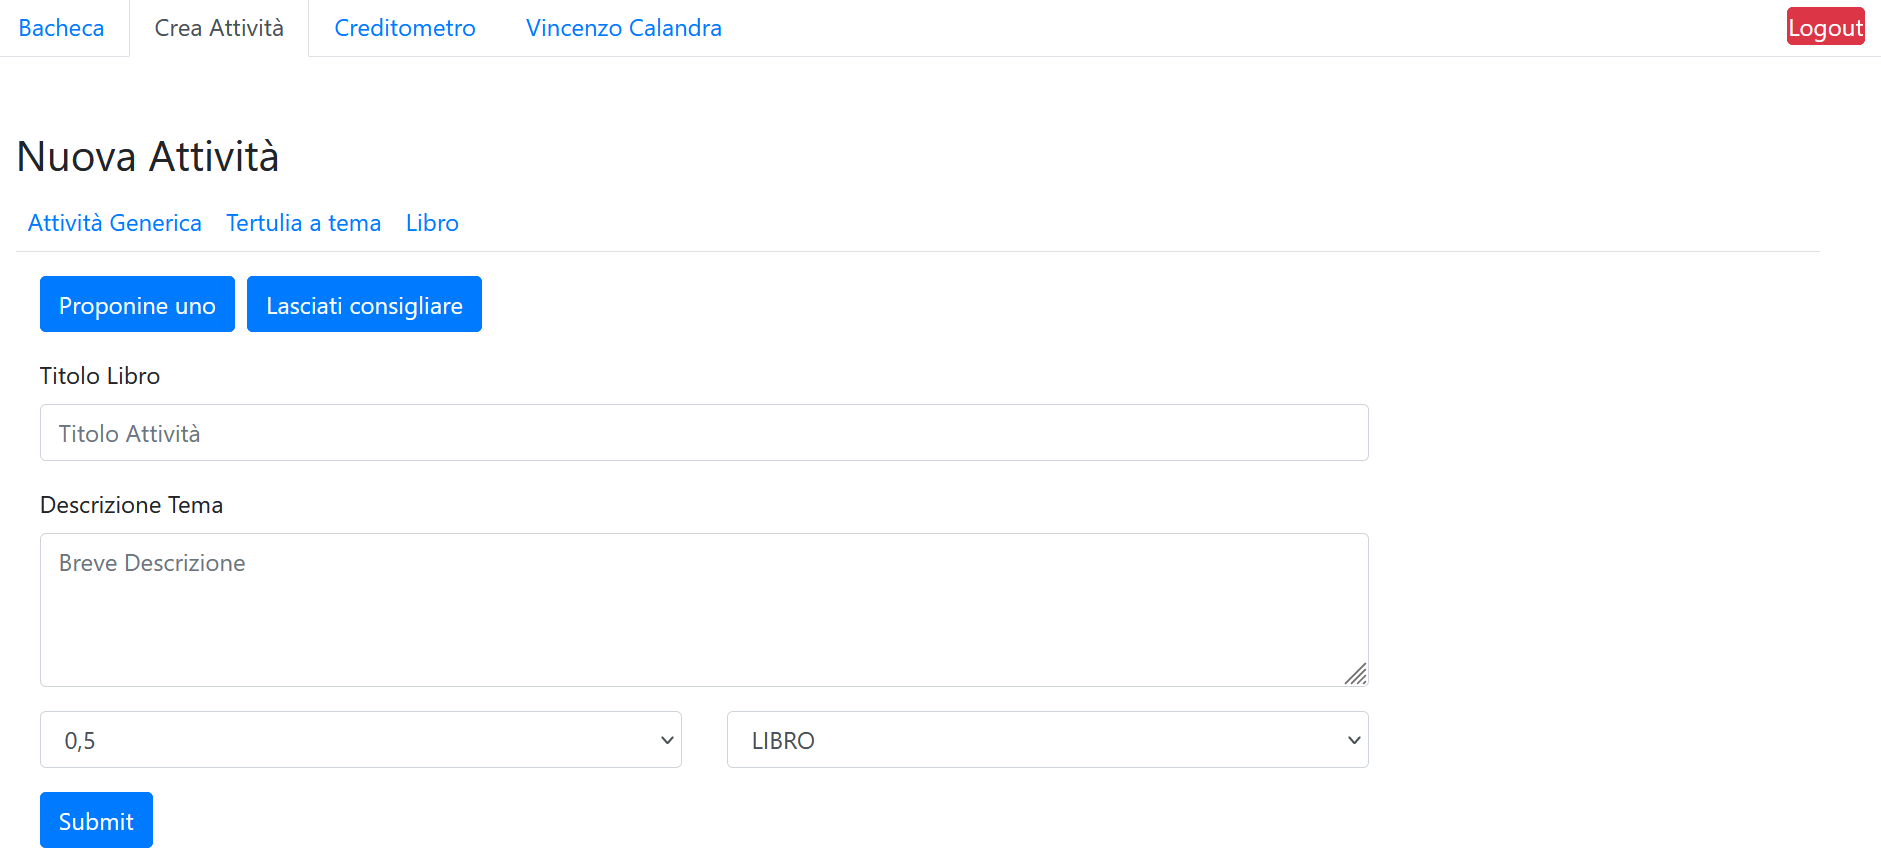 Bacheca Crea Attività Creditometro Vincenzo Calandra Logout
Nuova Attività
Attività Generica Tertulia a tema Libro
Proponine uno Lasciati consigliare
Titolo Libro
Titolo Attività
Descrizione Tema
Breve Descrizione
0,5 LIBRO
Submit